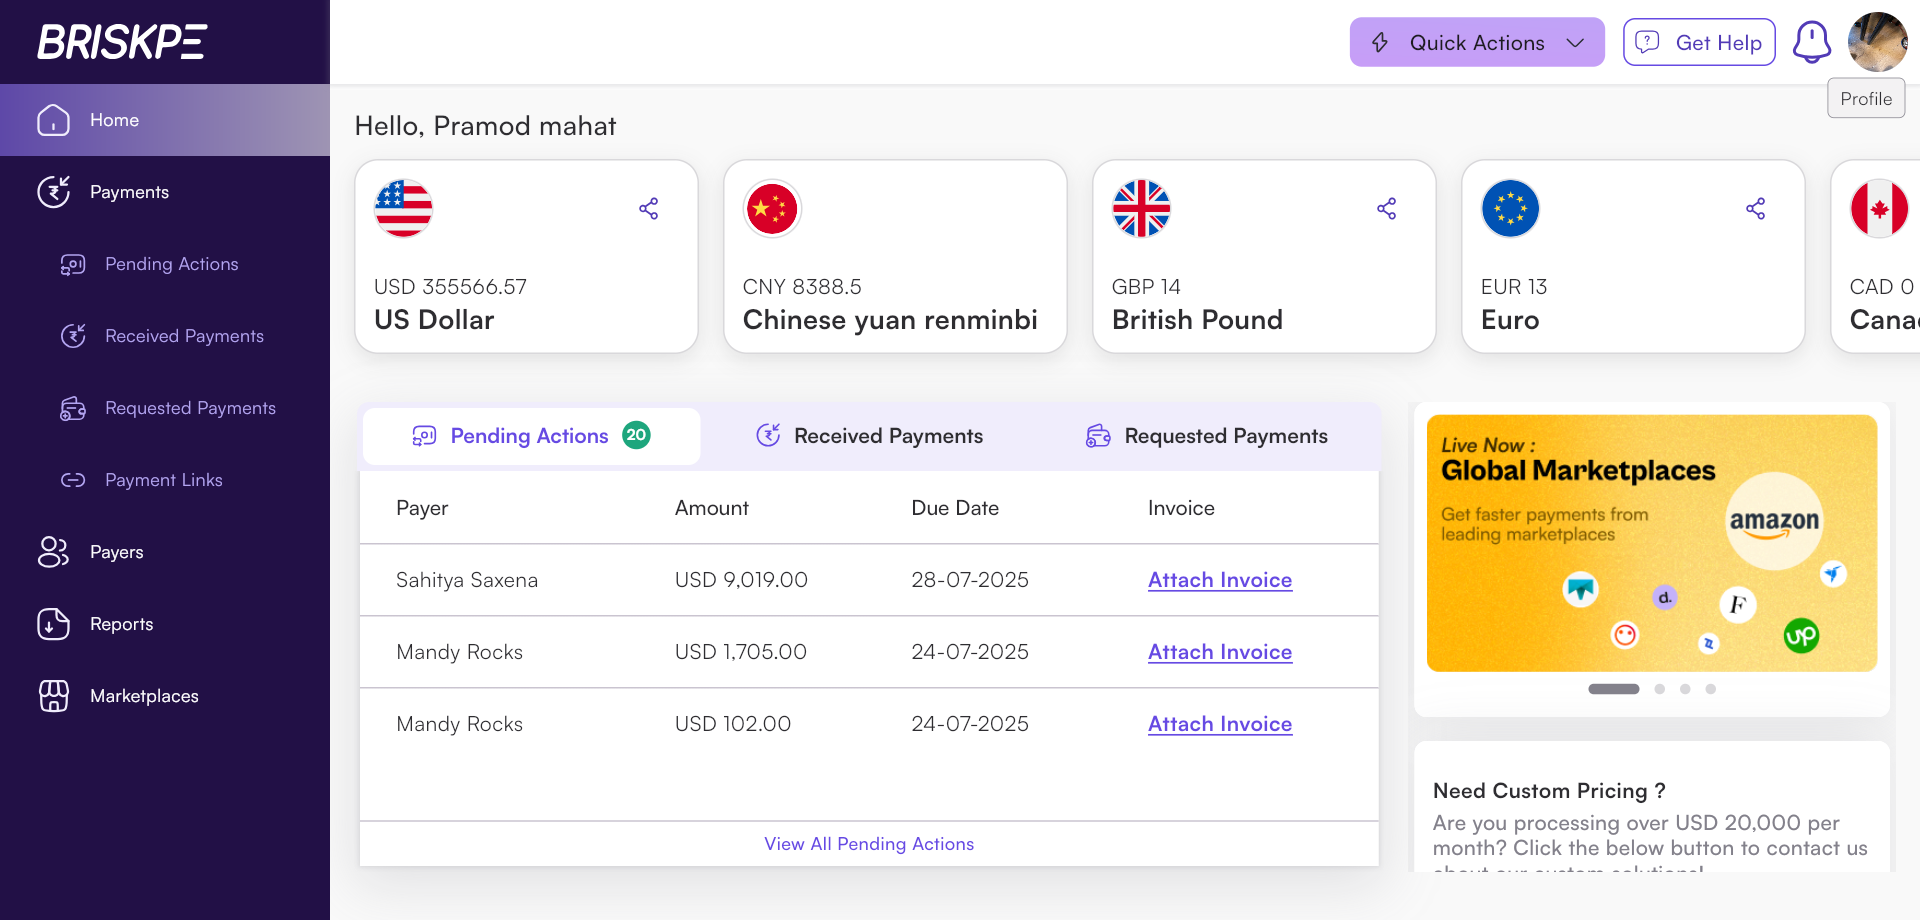 BRISKPE
Quick Actions
Get Help
Profile
Home
Payments
Pending Actions
Received Payments
Requested Payments
Payment Links
Payers
Reports
Marketplaces
Hello, Pramod mahat
USD 355566.57
US Dollar
CNY 8388.5
Chinese yuan renminbi
GBP 14
British Pound
EUR 13
Euro
CAD 0
Pending Actions 20
Received Payments
Requested Payments
Payer Amount Due Date Invoice
Sahitya Saxena USD 9,019.00 28-07-2025 Attach Invoice
Mandy Rocks USD 1,705.00 24-07-2025 Attach Invoice
Mandy Rocks USD 102.00 24-07-2025 Attach Invoice
View All Pending Actions
Live Now :
Global Marketplaces
Get faster payments from
leading marketplaces
amazon
d.
F
up
Need Custom Pricing ?
Are you processing over USD 20,000 per
month? Click the below button to contact us
about our custom solutions!